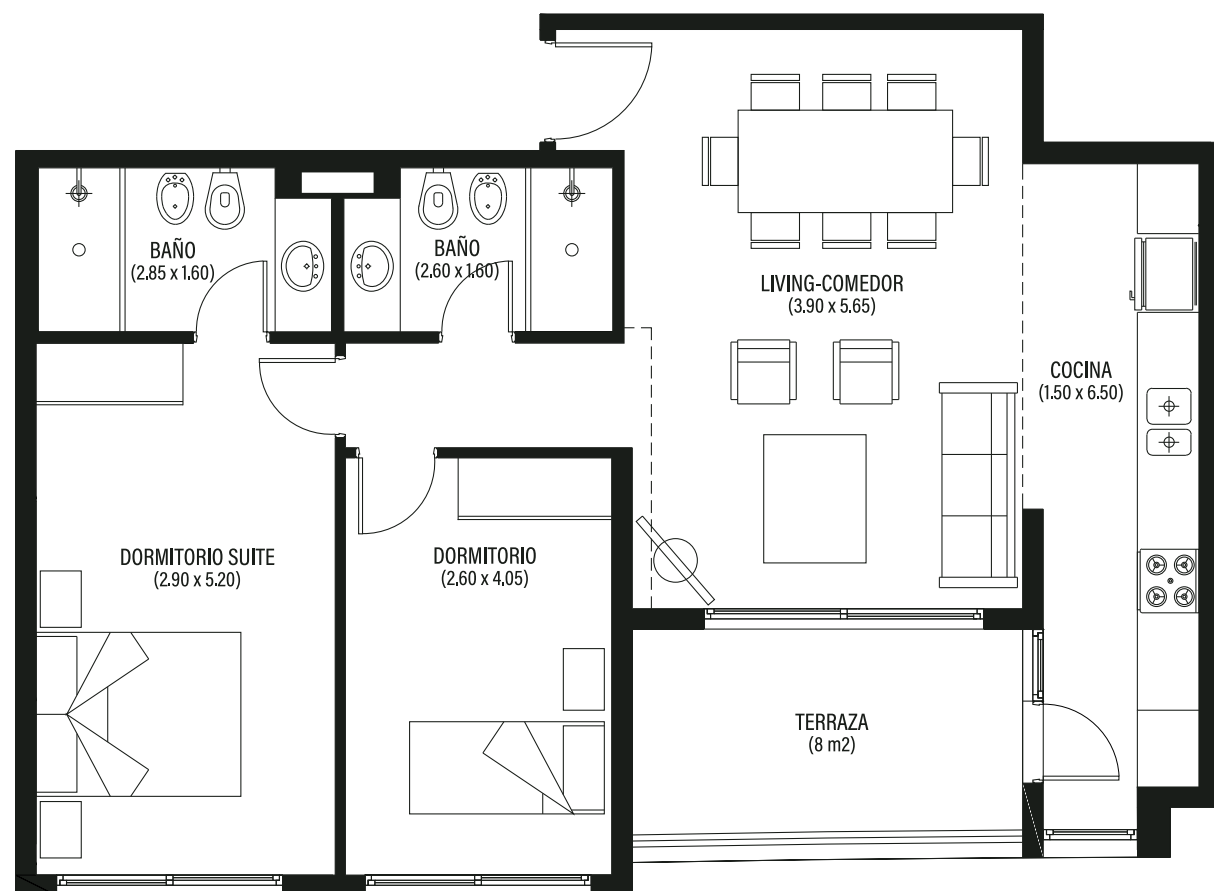 BAÑO
(2.85 x 1.60)
BAÑO
(2.60 x 1.60)
LIVING-COMEDOR
(3.90 x 5.65)
COCINA
(1.50 x 6.50)
DORMITORIO SUITE
(2.90 x 5.20)
DORMITORIO
(2.60 x 4.05)
TERRAZA
(8 m2)